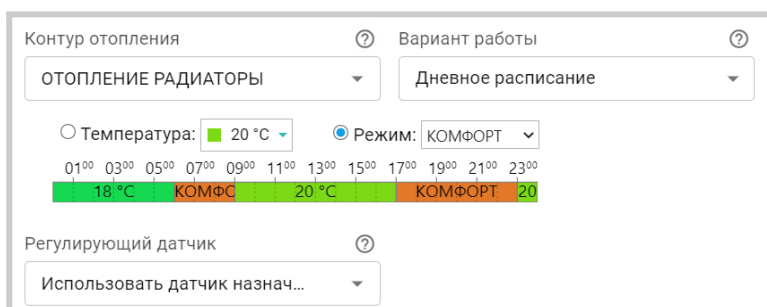 Контур отопления Вариант работы
ОТОПЛЕНИЕ РАДИАТОРЫ Дневное расписание
Температура: 20 °C Режим: КОМФОРТ
01⁰⁰ 03⁰⁰ 05⁰⁰ 07⁰⁰ 09⁰⁰ 11⁰⁰ 13⁰⁰ 15⁰⁰ 17⁰⁰ 19⁰⁰ 21⁰⁰ 23⁰⁰
18 °C КОМФО 20 °C КОМФОРТ 20
Регулирующий датчик
Использовать датчик назнач...